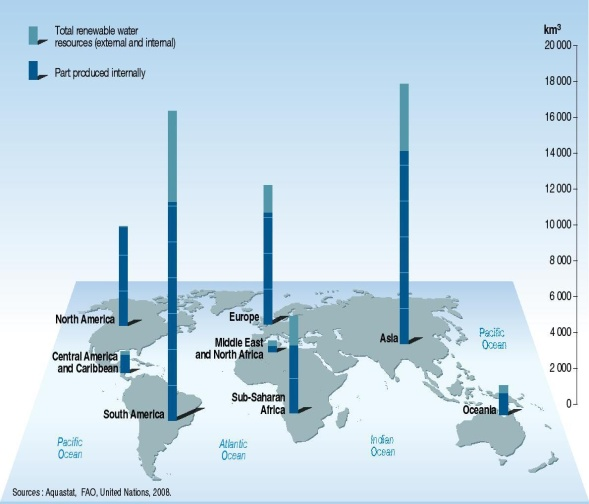 Total renewable water
resources (external and internal)
Part produced internally
km³
20 000
18 000
16 000
14 000
12 000
10 000
8 000
6 000
4 000
2 000
0
North America
Europe
Asia
Pacific
Ocean
Middle East
and North Africa
Central America
and Caribbean
Sub-Saharan
Africa
South America
Oceania
Pacific
Ocean
Atlantic
Ocean
Indian
Ocean
Sources : Aquastat, FAO, United Nations, 2008.